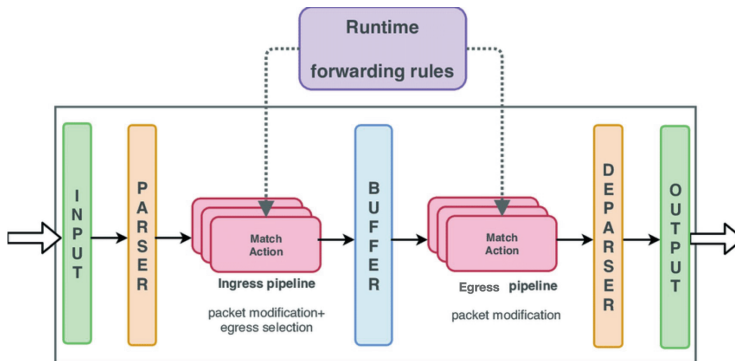 Runtime
forwarding rules
INPUT
PARSER
Match
Action
Ingress pipeline
packet modification+
egress selection
BUFFER
Match
Action
Egress pipeline
packet modification
DEPARSER
OUTPUT